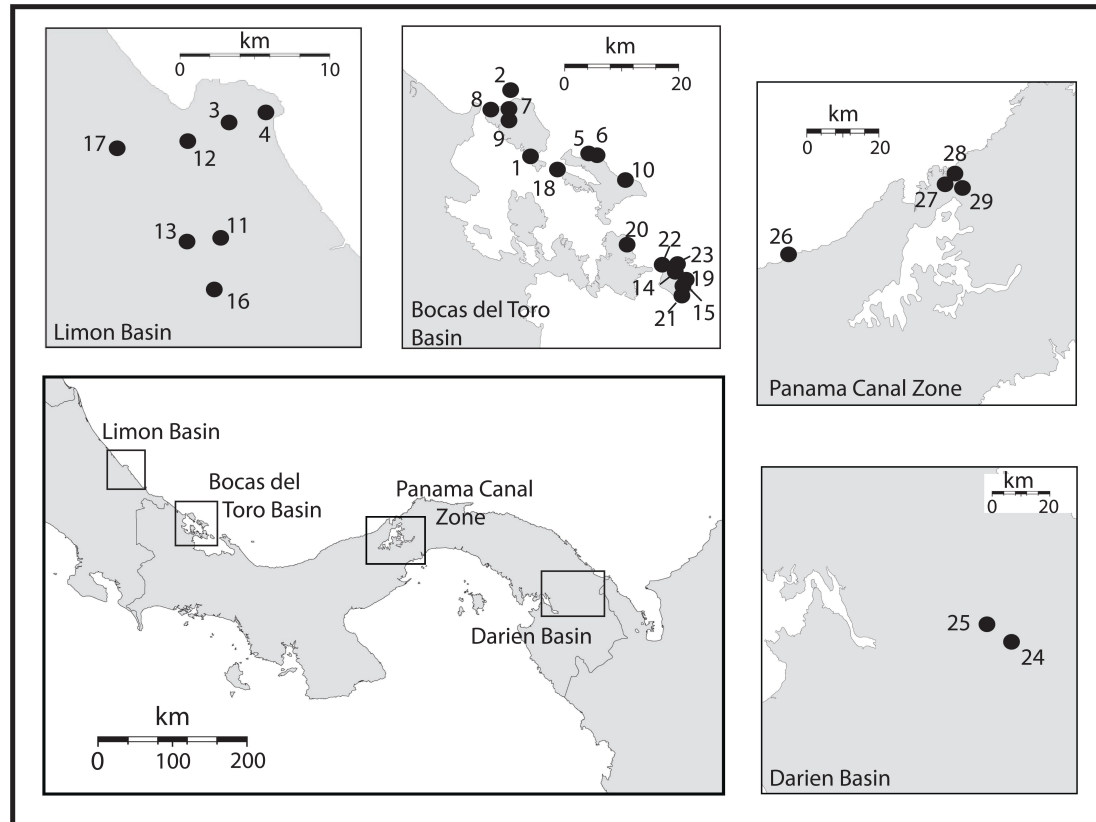 km
0 10
3
4
17
12
13 11
16
Limon Basin
km
0 20
2
8 7
9
5 6
1
18
10
20
22
23
14 19
15
21
Bocas del Toro
Basin
km
0 20
28
27
29
26
Panama Canal Zone
Limon Basin
Bocas del
Toro Basin
Panama Canal
Zone
Darien Basin
km
0 100 200
km
0 20
25
24
Darien Basin